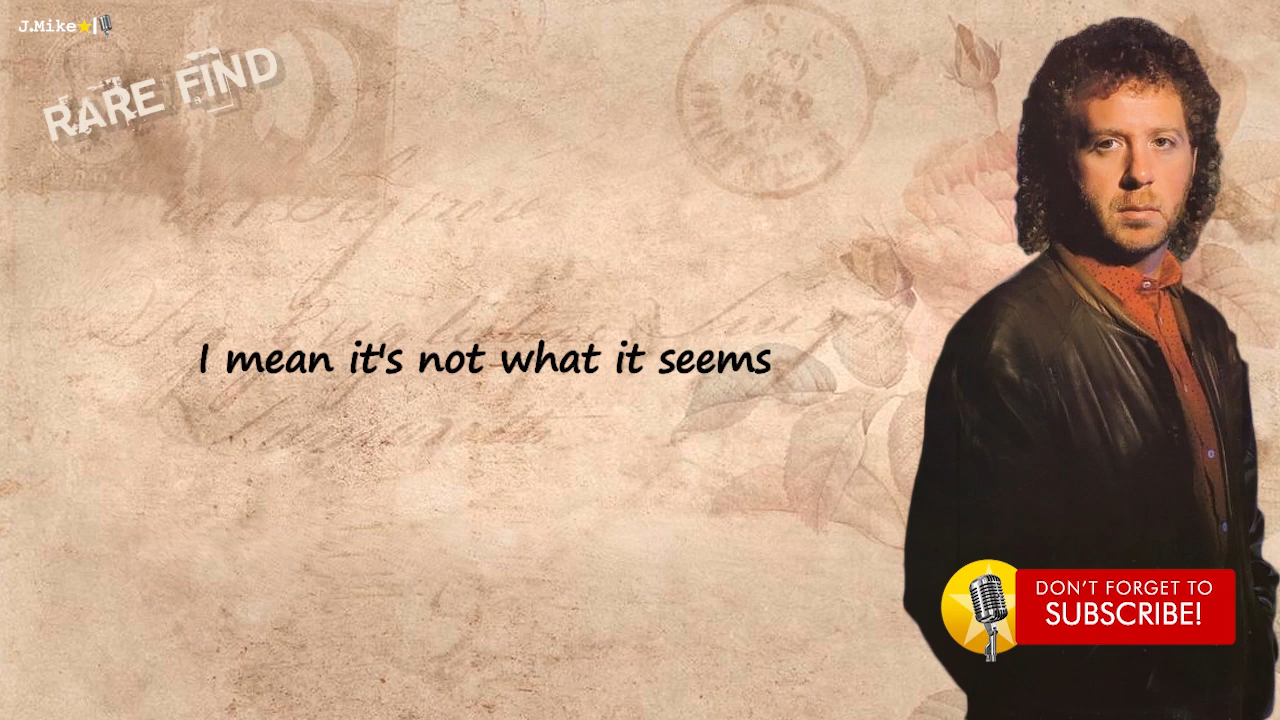 J.Mike
RARE FIND
I mean it's not what it seems
DON'T FORGET TO
SUBSCRIBE!